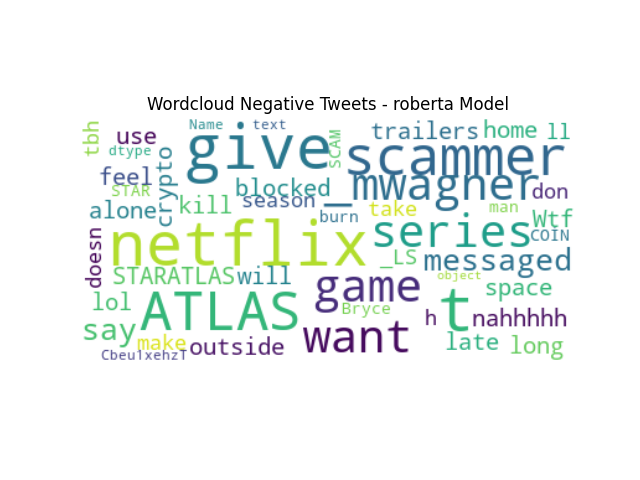 Wordcloud Negative Tweets - roberta Model
tbh use Name text trailers home ll
dtype give SCAM scammer
feel crypto blocked _mwagner don
STAR season
alone kill burn take man Wtf
doesn netflix series COIN
STARATLAS will _LS messaged
game object space
lol ATLAS Bryce h t nahhhhh
say want
make outside late long
Cbeu1xehzT